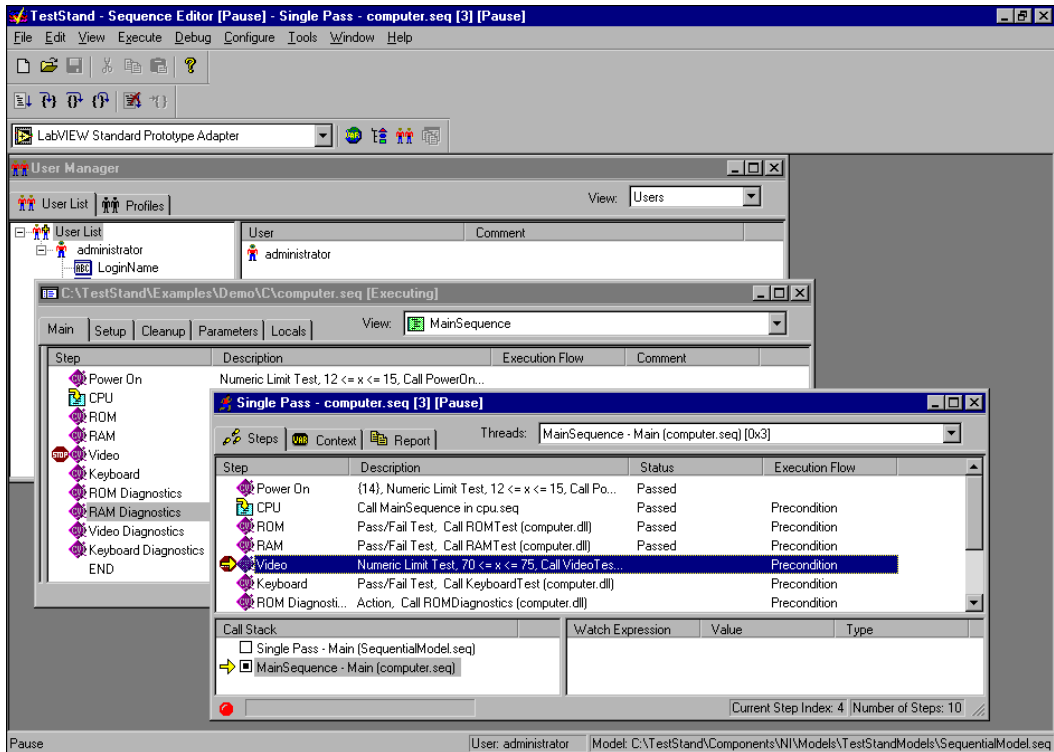 TestStand - Sequence Editor [Pause] - Single Pass - computer.seq [3] [Pause]
File Edit View Execute Debug Configure Tools Window Help
LabVIEW Standard Prototype Adapter
User Manager
User List Profiles View: Users
User List User Comment
administrator administrator
ABC LoginName
C:\TestStand\Examples\Demo\C\computer.seq [Executing]
Main Setup Cleanup Parameters Locals View: MainSequence
Step Description Execution Flow Comment
Power On Numeric Limit Test, 12 <= x <= 15, Call PowerOn...
CPU
ROM
RAM
STOP Video
Keyboard
ROM Diagnostics
RAM Diagnostics
Video Diagnostics
Keyboard Diagnostics
END
Single Pass - computer.seq [3] [Pause]
Steps Context Report Threads: MainSequence - Main (computer.seq) [0x3]
Step Description Status Execution Flow
Power On {14}, Numeric Limit Test, 12 <= x <= 15, Call Po... Passed
CPU Call MainSequence in cpu.seq Passed Precondition
ROM Pass/Fail Test, Call ROMTest (computer.dll) Passed Precondition
RAM Pass/Fail Test, Call RAMTest (computer.dll) Passed Precondition
Video Numeric Limit Test, 70 <= x <= 75, Call VideoTes... Precondition
Keyboard Pass/Fail Test, Call KeyboardTest (computer.dll) Precondition
ROM Diagnosti... Action, Call ROMDiagnostics (computer.dll) Precondition
Call Stack Watch Expression Value Type
Single Pass - Main (SequentialModel.seq)
MainSequence - Main (computer.seq)
Current Step Index: 4 Number of Steps: 10
Pause User: administrator Model: C:\TestStand\Components\NI\Models\TestStandModels\SequentialModel.seq